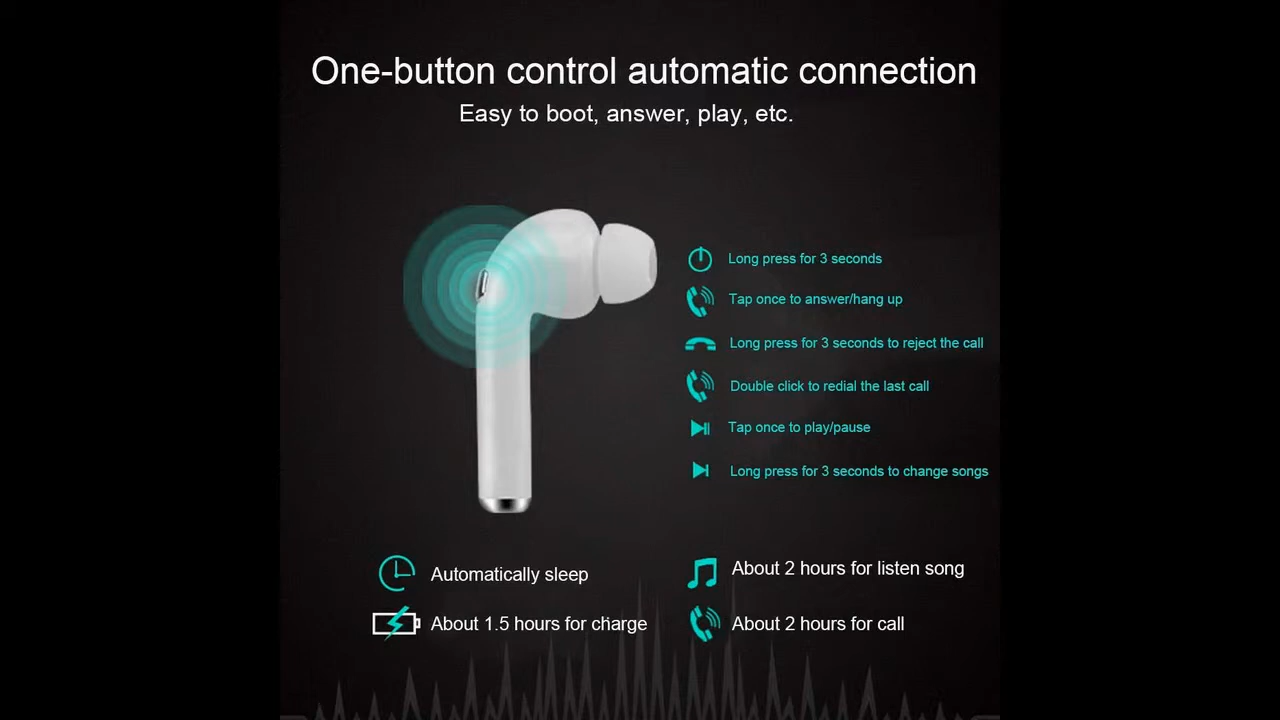 One-button control automatic connection
Easy to boot, answer, play, etc.
Long press for 3 seconds
Tap once to answer/hang up
Long press for 3 seconds to reject the call
Double click to redial the last call
Tap once to play/pause
Long press for 3 seconds to change songs
Automatically sleep
About 2 hours for listen song
About 1.5 hours for charge
About 2 hours for call